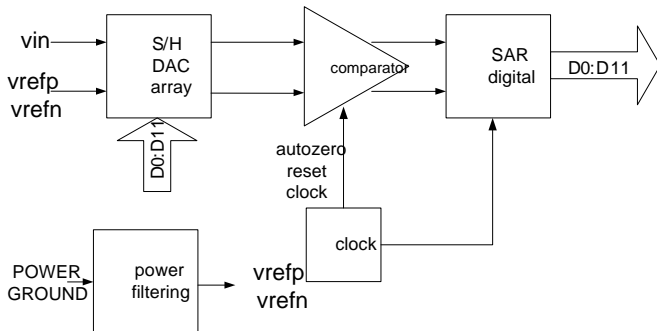 vin
vrefp
vrefn
S/H
DAC
array
D0:D11
comparator
autozero
reset
clock
SAR
digital
D0:D11
clock
POWER
GROUND
power
filtering
vrefp
vrefn